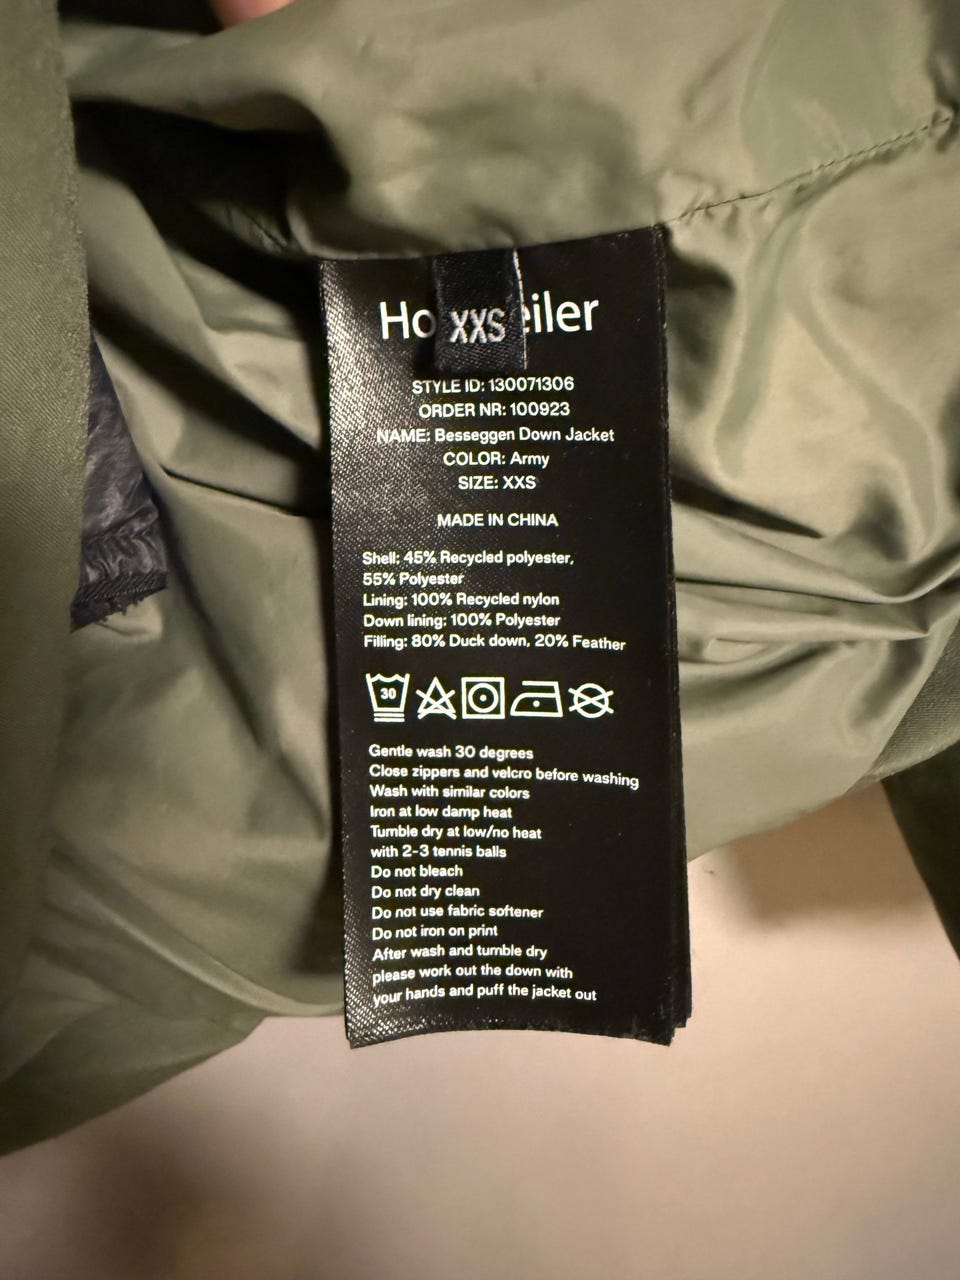 Ho eiler
XXS
STYLE ID: 130071306
ORDER NR: 100923
NAME: Besseggen Down Jacket
COLOR: Army
SIZE: XXS
MADE IN CHINA
Shell: 45% Recycled polyester,
55% Polyester
Lining: 100% Recycled nylon
Down lining: 100% Polyester
Filling: 80% Duck down, 20% Feather
30
Gentle wash 30 degrees
Close zippers and velcro before washing
Wash with similar colors
Iron at low damp heat
Tumble dry at low/no heat
with 2-3 tennis balls
Do not bleach
Do not dry clean
Do not use fabric softener
Do not iron on print
After wash and tumble dry
please work out the down with
your hands and puff the jacket out